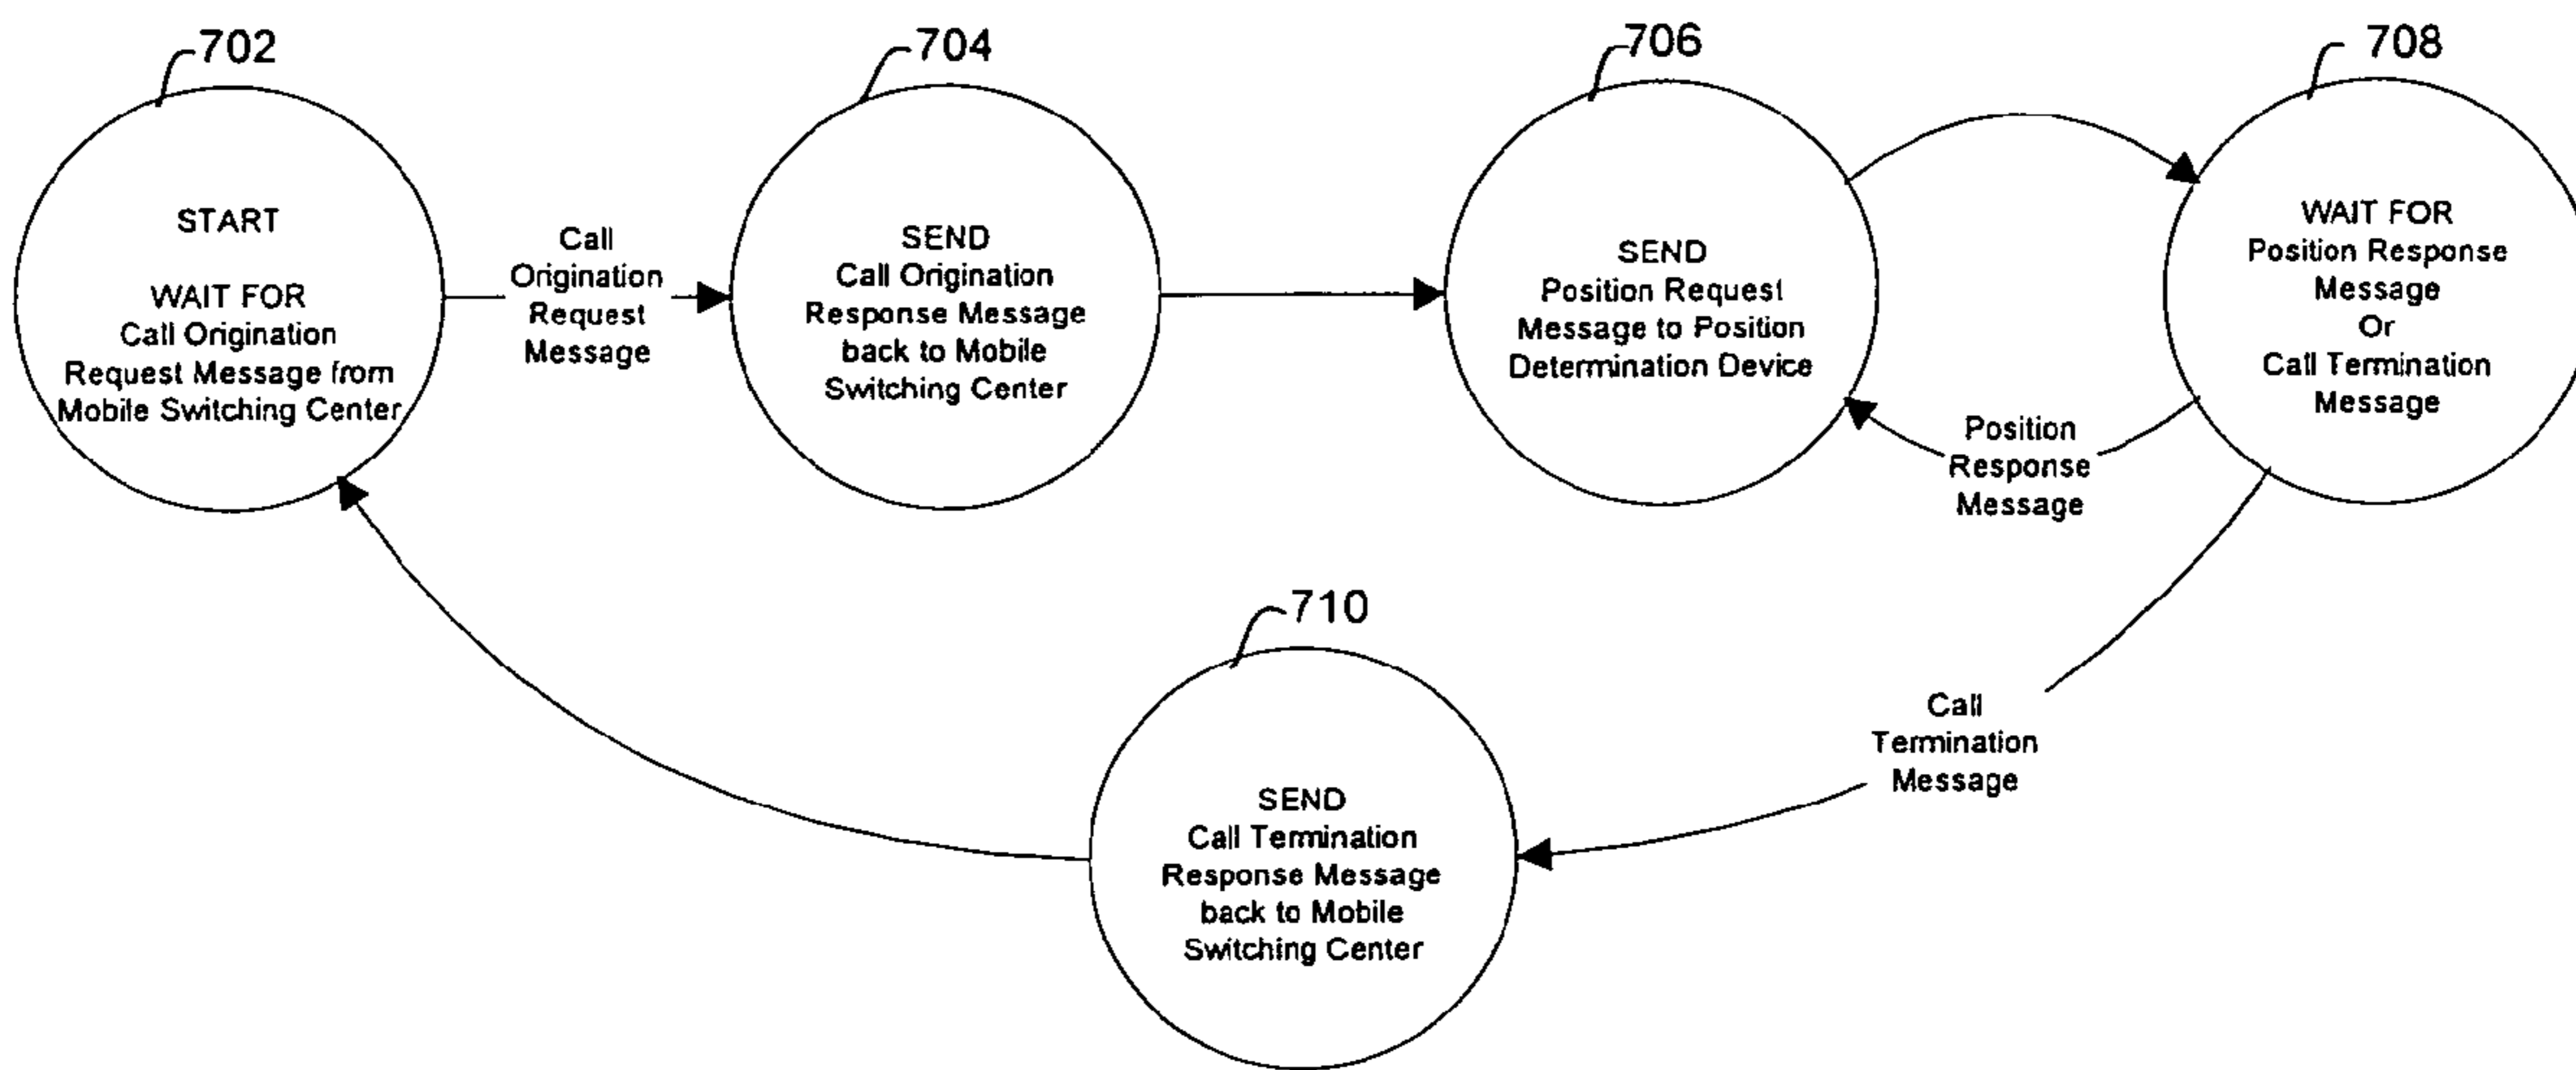 702
START
WAIT FOR
Call Origination
Request Message from
Mobile Switching Center
Call
Origination
Request
Message
704
SEND
Call Origination
Response Message
back to Mobile
Switching Center
706
SEND
Position Request
Message to Position
Determination Device
708
WAIT FOR
Position Response
Message
Or
Call Termination
Message
Position
Response
Message
Call
Termination
Message
710
SEND
Call Termination
Response Message
back to Mobile
Switching Center